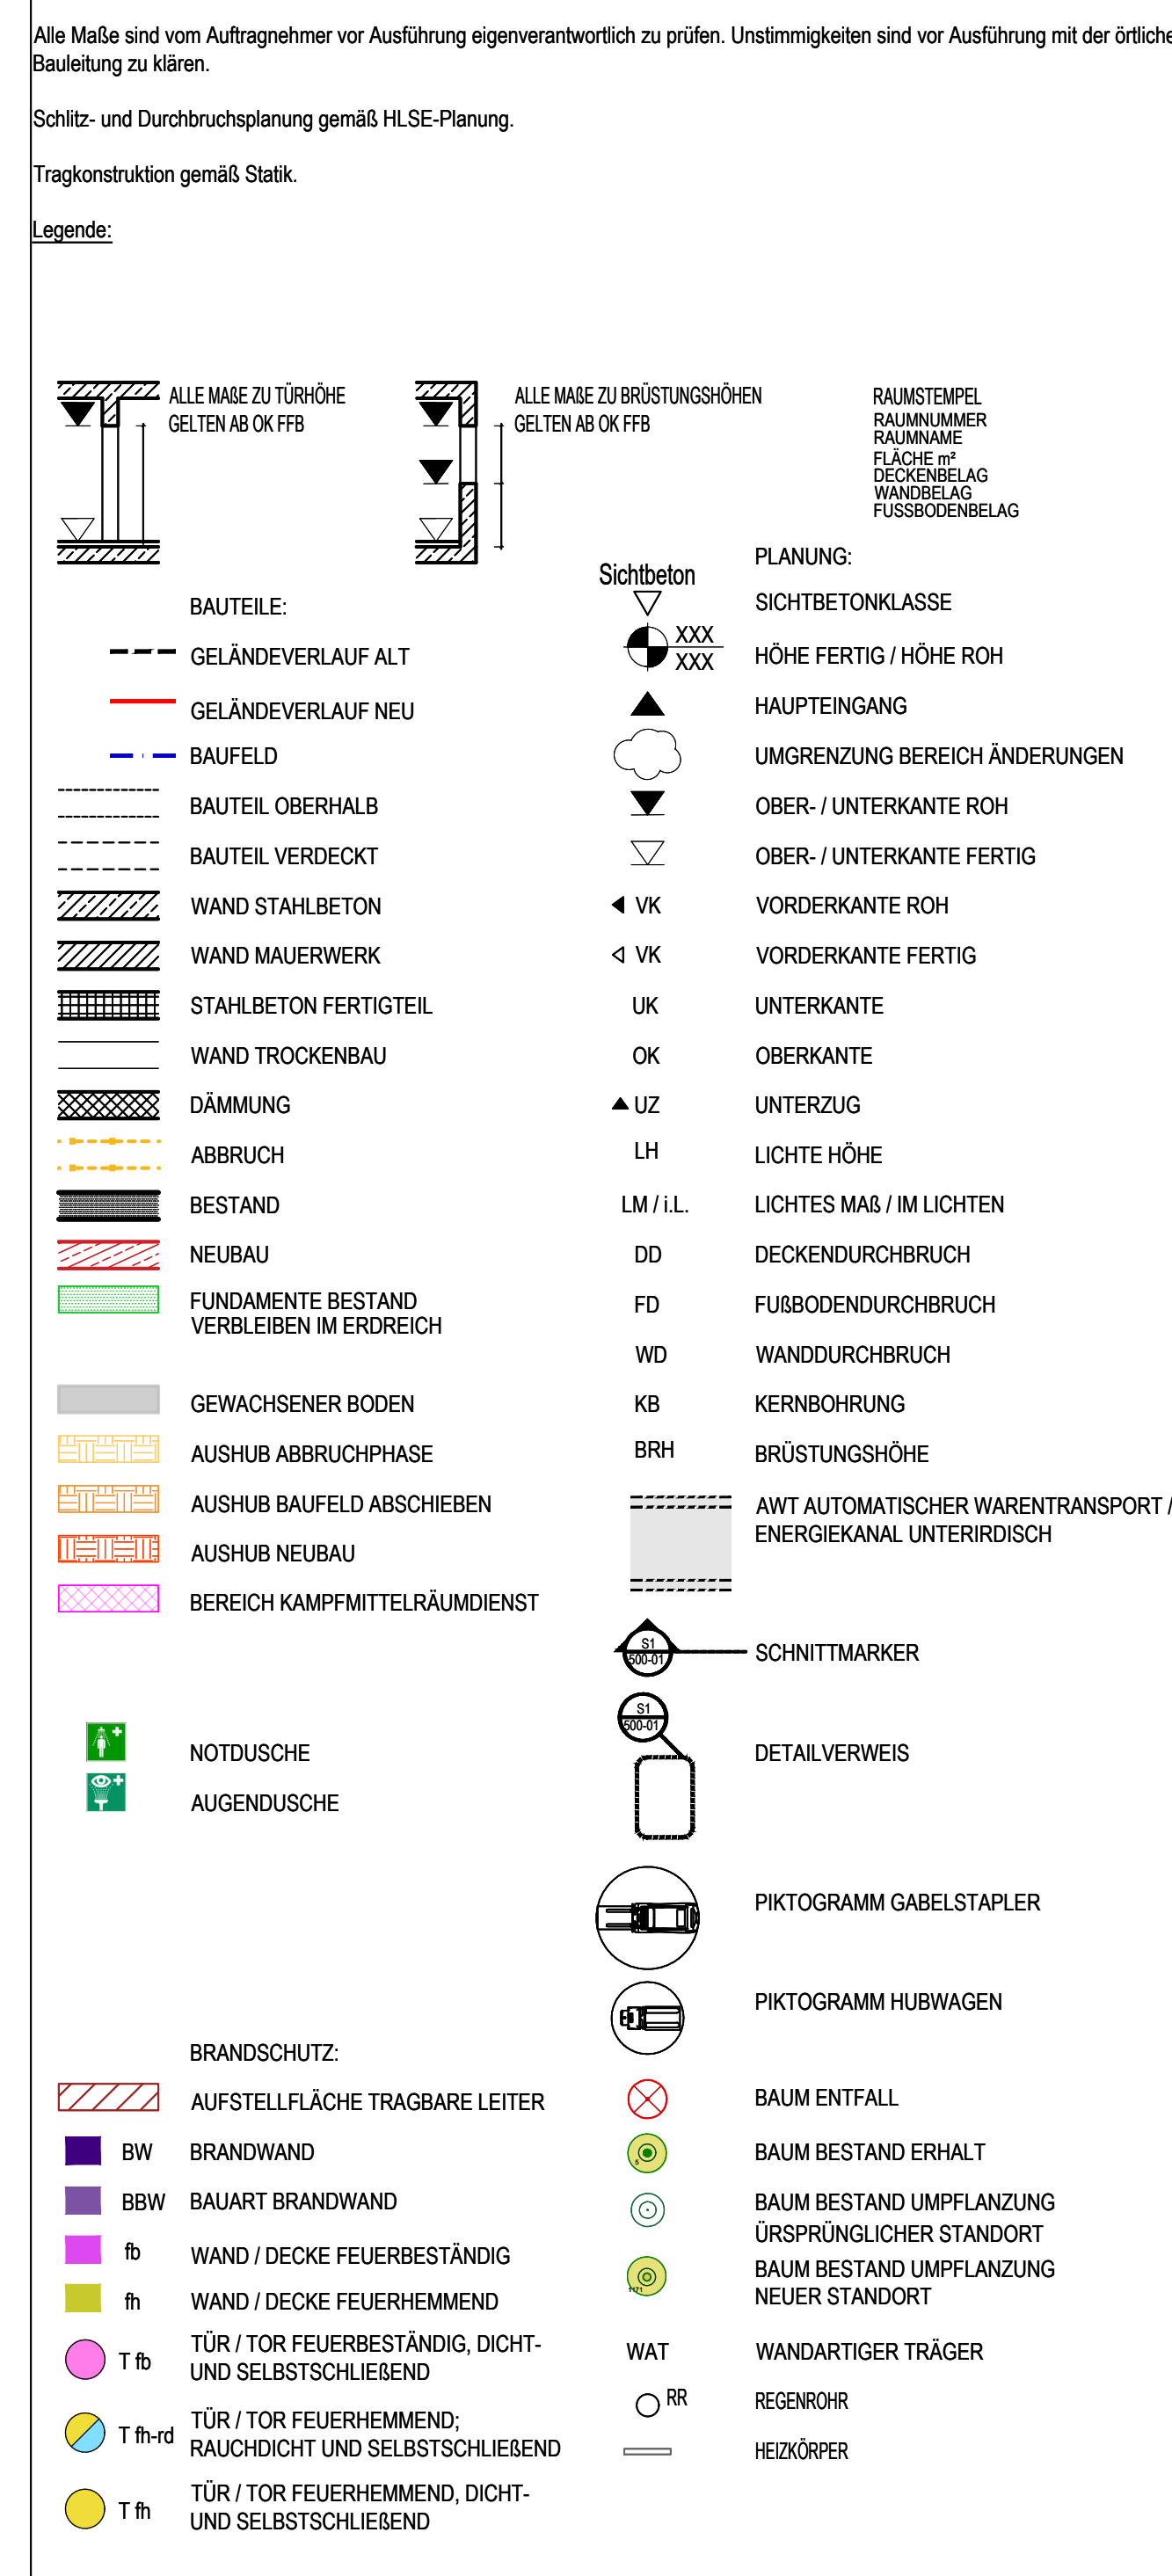 Alle Maße sind vom Auftragnehmer vor Ausführung eigenverantwortlich zu prüfen. Unstimmigkeiten sind vor Ausführung mit der örtliche
Bauleitung zu klären.
Schlitz- und Durchbruchsplanung gemäß HLSE-Planung.
Tragkonstruktion gemäß Statik.
Legende:
ALLE MAßE ZU TÜRHÖHE
GELTEN AB OK FFB
ALLE MAßE ZU BRÜSTUNGSHÖHEN
GELTEN AB OK FFB
RAUMSTEMPEL
RAUMNUMMER
RAUMNAME
FLÄCHE m²
DECKENBELAG
WANDBELAG
FUSSBODENBELAG
BAUTEILE:
GELÄNDEVERLAUF ALT
GELÄNDEVERLAUF NEU
BAUFELD
BAUTEIL OBERHALB
BAUTEIL VERDECKT
WAND STAHLBETON
WAND MAUERWERK
STAHLBETON FERTIGTEIL
WAND TROCKENBAU
DÄMMUNG
ABBRUCH
BESTAND
NEUBAU
FUNDAMENTE BESTAND
VERBLEIBEN IM ERDREICH
GEWACHSENER BODEN
AUSHUB ABBRUCHPHASE
AUSHUB BAUFELD ABSCHIEBEN
AUSHUB NEUBAU
BEREICH KAMPFMITTELRÄUMDIENST
NOTDUSCHE
AUGENDUSCHE
BRANDSCHUTZ:
AUFSTELLFLÄCHE TRAGBARE LEITER
BW BRANDWAND
BBW BAUART BRANDWAND
fb WAND / DECKE FEUERBESTÄNDIG
fh WAND / DECKE FEUERHEMMEND
T fb TÜR / TOR FEUERBESTÄNDIG, DICHT-
UND SELBSTSCHLIEßEND
T fh-rd TÜR / TOR FEUERHEMMEND;
RAUCHDICHT UND SELBSTSCHLIEßEND
T fh TÜR / TOR FEUERHEMMEND, DICHT-
UND SELBSTSCHLIEßEND
PLANUNG:
Sichtbeton
SICHTBETONKLASSE
XXX
XXX
HÖHE FERTIG / HÖHE ROH
HAUPTEINGANG
UMGRENZUNG BEREICH ÄNDERUNGEN
OBER- / UNTERKANTE ROH
OBER- / UNTERKANTE FERTIG
VK VORDERKANTE ROH
VK VORDERKANTE FERTIG
UK UNTERKANTE
OK OBERKANTE
UZ UNTERZUG
LH LICHTE HÖHE
LM / i.L. LICHTES MAß / IM LICHTEN
DD DECKENDURCHBRUCH
FD FUßBODENDURCHBRUCH
WD WANDDURCHBRUCH
KB KERNBOHRUNG
BRH BRÜSTUNGSHÖHE
AWT AUTOMATISCHER WARENTRANSPORT /
ENERGIEKANAL UNTERIRDISCH
S1
500-01
SCHNITTMARKER
S1
500-01
DETAILVERWEIS
PIKTOGRAMM GABELSTAPLER
PIKTOGRAMM HUBWAGEN
BAUM ENTFALL
5
BAUM BESTAND ERHALT
BAUM BESTAND UMPFLANZUNG
ÜRSPRÜNGLICHER STANDORT
1171
BAUM BESTAND UMPFLANZUNG
NEUER STANDORT
WAT WANDARTIGER TRÄGER
RR REGENROHR
HEIZKÖRPER